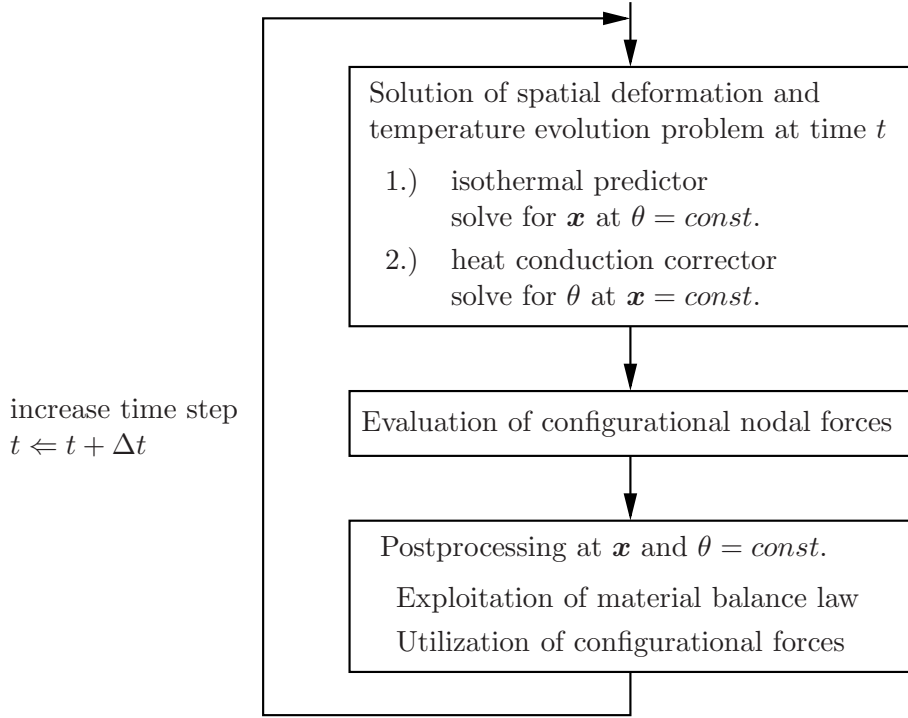 Solution of spatial deformation and
temperature evolution problem at time t
1.) isothermal predictor
solve for x at θ = const.
2.) heat conduction corrector
solve for θ at x = const.
increase time step
t ⇐ t + Δt
Evaluation of configurational nodal forces
Postprocessing at x and θ = const.
Exploitation of material balance law
Utilization of configurational forces